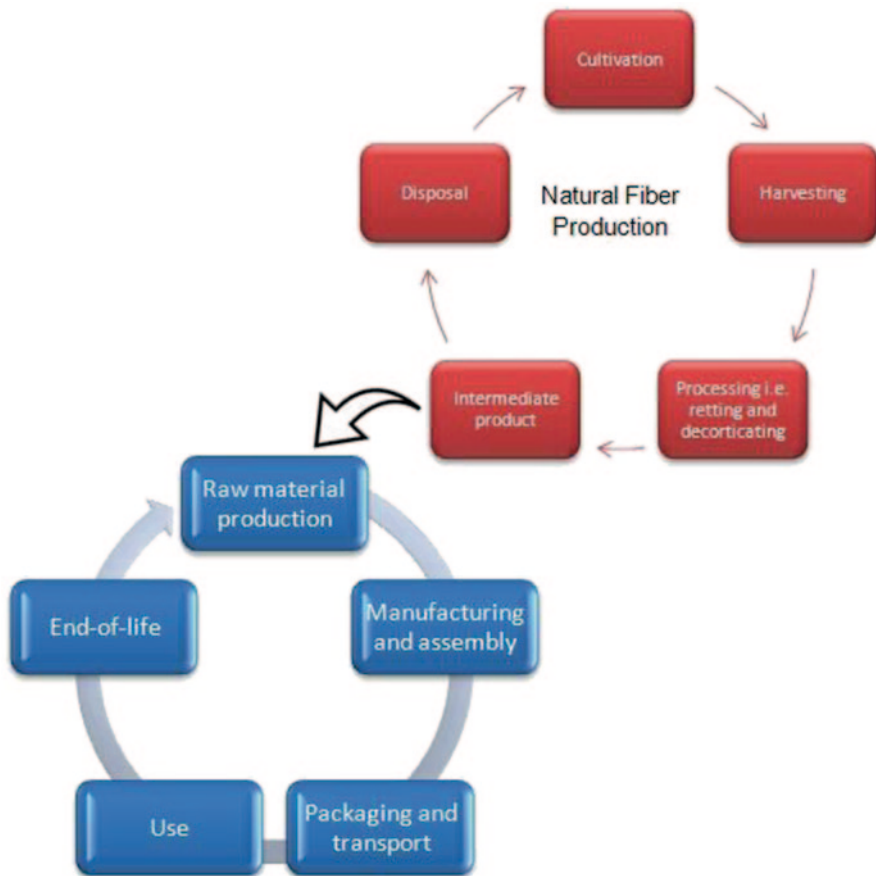 Cultivation
Disposal
Natural Fiber
Production
Harvesting
Intermediate
product
Processing i.e.
retting and
decorticating
Raw material
production
End-of-life
Manufacturing
and assembly
Use
Packaging and
transport